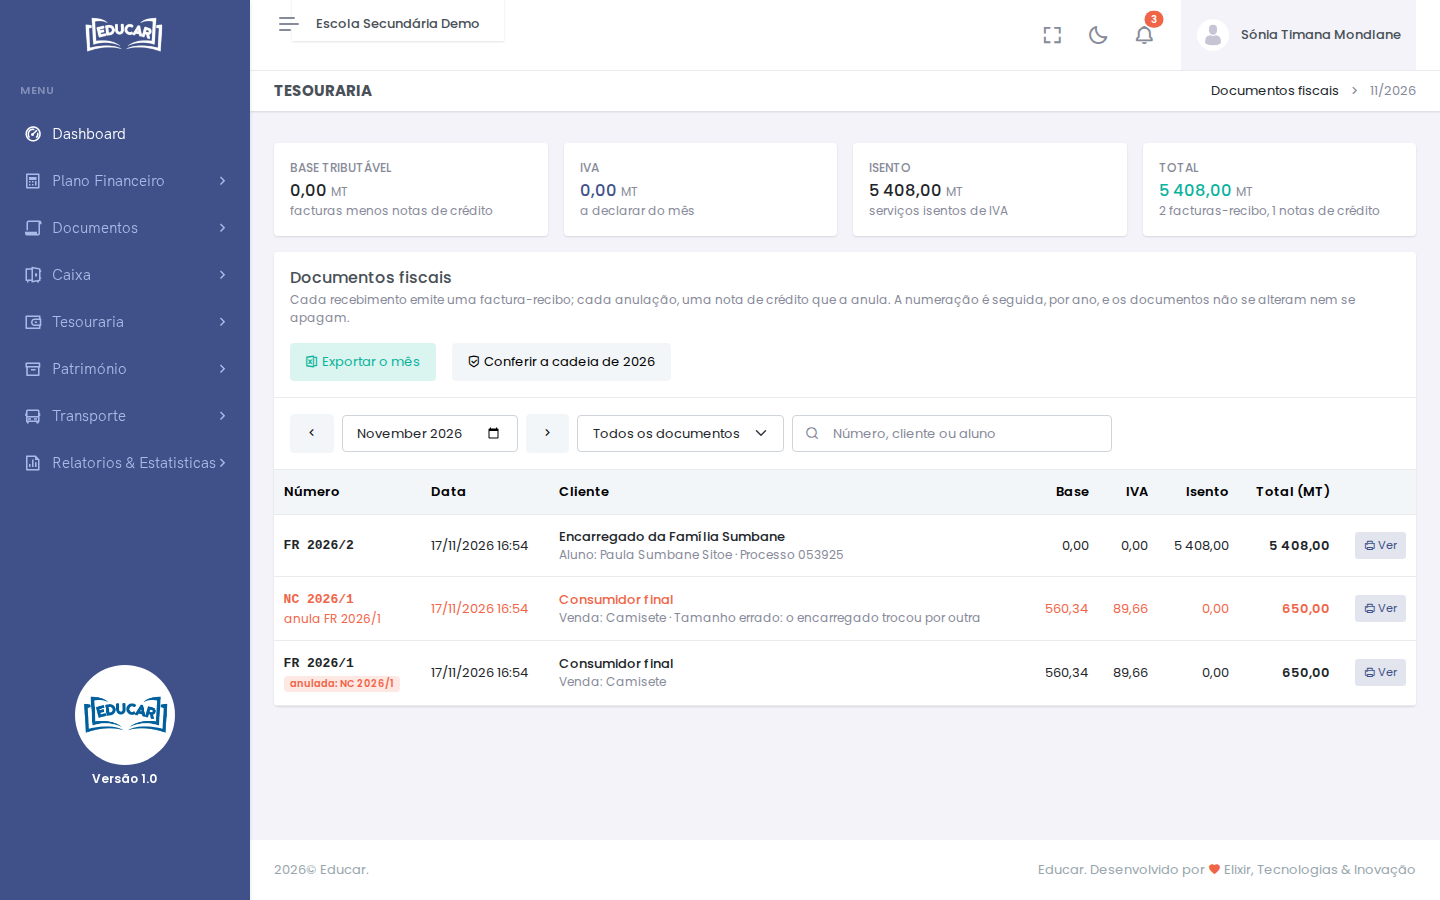 EDUCAR
Escola Secundária Demo
3
Sónia Timana Mondlane
MENU
Dashboard
Plano Financeiro
Documentos
Caixa
Tesouraria
Património
Transporte
Relatorios & Estatisticas
EDUCAR
Versão 1.0
TESOURARIA
Documentos fiscais > 11/2026
BASE TRIBUTÁVEL
0,00 MT
facturas menos notas de crédito
IVA
0,00 MT
a declarar do mês
ISENTO
5 408,00 MT
serviços isentos de IVA
TOTAL
5 408,00 MT
2 facturas-recibo, 1 notas de crédito
Documentos fiscais
Cada recebimento emite uma factura-recibo; cada anulação, uma nota de crédito que a anula. A numeração é seguida, por ano, e os documentos não se alteram nem se
apagam.
Exportar o mês
Conferir a cadeia de 2026
November 2026
Todos os documentos
Número, cliente ou aluno
Número Data Cliente Base IVA Isento Total (MT)
FR 2026/2 17/11/2026 16:54 Encarregado da Família Sumbane 0,00 0,00 5 408,00 5 408,00 Ver
Aluno: Paula Sumbane Sitoe · Processo 053925
NC 2026/1 17/11/2026 16:54 Consumidor final 560,34 89,66 0,00 650,00 Ver
anula FR 2026/1 Venda: Camisete · Tamanho errado: o encarregado trocou por outra
FR 2026/1 17/11/2026 16:54 Consumidor final 560,34 89,66 0,00 650,00 Ver
anulada: NC 2026/1 Venda: Camisete
2026© Educar.
Educar. Desenvolvido por Elixir, Tecnologias & Inovação